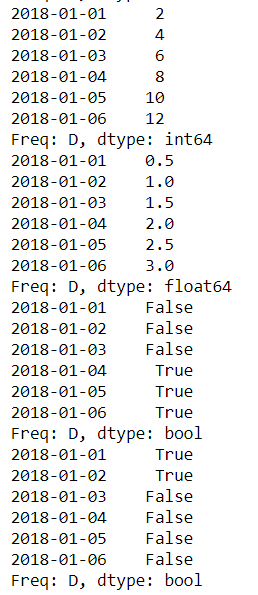 2018-01-01     2
2018-01-02     4
2018-01-03     6
2018-01-04     8
2018-01-05    10
2018-01-06    12
Freq: D, dtype: int64
2018-01-01    0.5
2018-01-02    1.0
2018-01-03    1.5
2018-01-04    2.0
2018-01-05    2.5
2018-01-06    3.0
Freq: D, dtype: float64
2018-01-01    False
2018-01-02    False
2018-01-03    False
2018-01-04     True
2018-01-05     True
2018-01-06     True
Freq: D, dtype: bool
2018-01-01     True
2018-01-02     True
2018-01-03    False
2018-01-04    False
2018-01-05    False
2018-01-06    False
Freq: D, dtype: bool